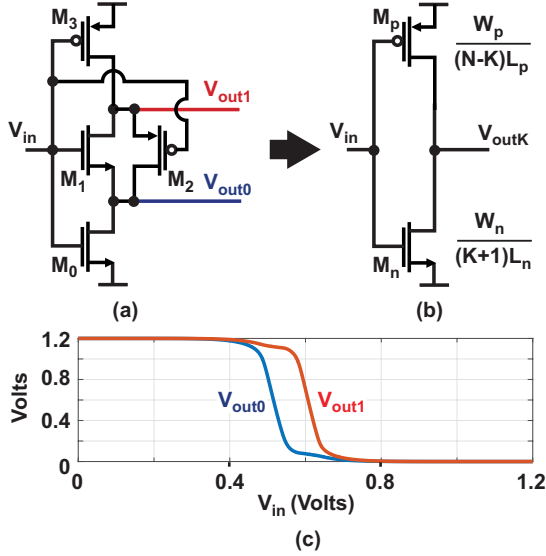 M3
Vin
Vout1
M1
M2
Vout0
M0
(a)
Mp
Wp
(N-K)Lp
Vin
VoutK
Mn
Wn
(K+1)Ln
(b)
1.2
0.8
0.4
0
Volts
Vout0
Vout1
0
0.4
0.8
1.2
Vin (Volts)
(c)